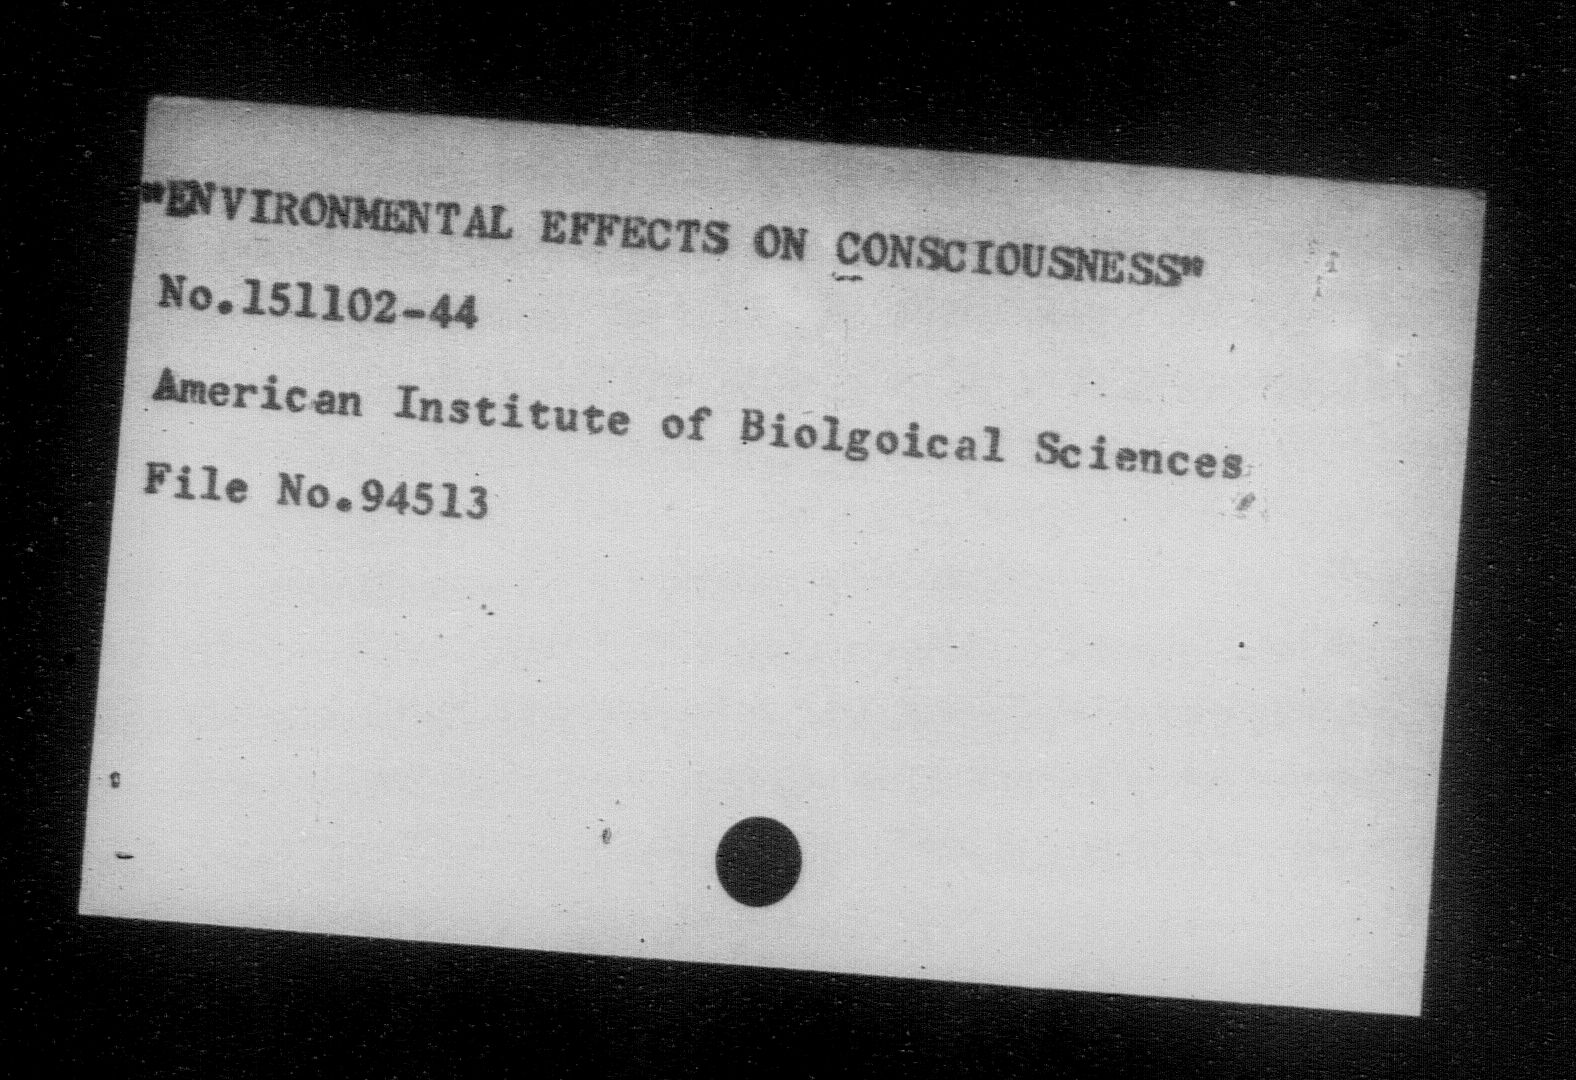 "ENVIRONMENTAL EFFECTS ON CONSCIOUSNESS"
No.151102-44
American Institute of Biolgoical Sciences
File No.94513